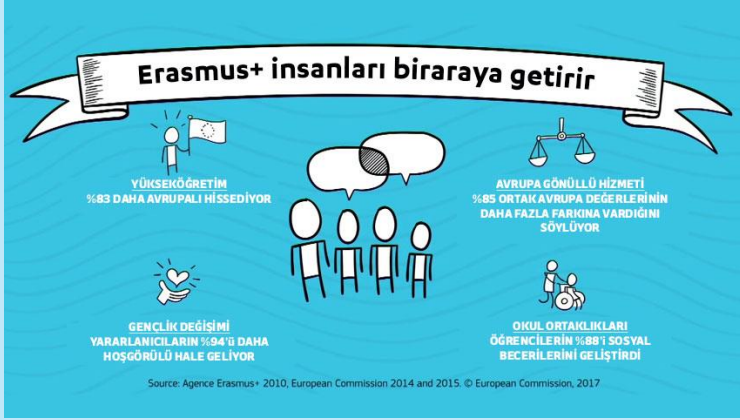 Erasmus+ insanları biraraya getirir
YÜKSEKÖĞRETİM
%83 DAHA AVRUPALI HİSSEDİYOR
AVRUPA GÖNÜLLÜ HİZMETİ
%85 ORTAK AVRUPA DEĞERLERİNİN
DAHA FAZLA FARKINA VARDIĞINI
SÖYLÜYOR
GENÇLİK DEĞİŞİMİ
YARARLANICILARIN %94'ü DAHA
HOŞGÖRÜLÜ HALE GELİYOR
OKUL ORTAKLIKLARI
ÖĞRENCİLERİN %88'i SOSYAL
BECERİLERİNİ GELİŞTİRDİ
Source: Agence Erasmus+ 2010, European Commission 2014 and 2015. © European Commission, 2017